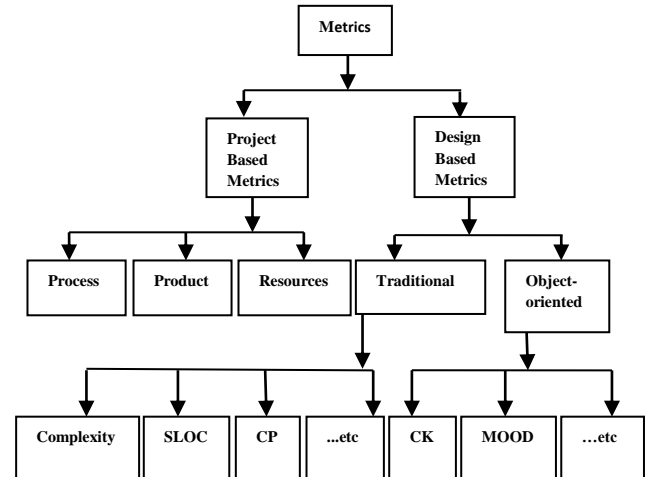 Metrics
Project
Based
Metrics
Design
Based
Metrics
Process
Product
Resources
Traditional
Object-
oriented
Complexity
SLOC
CP
...etc
CK
MOOD
…etc